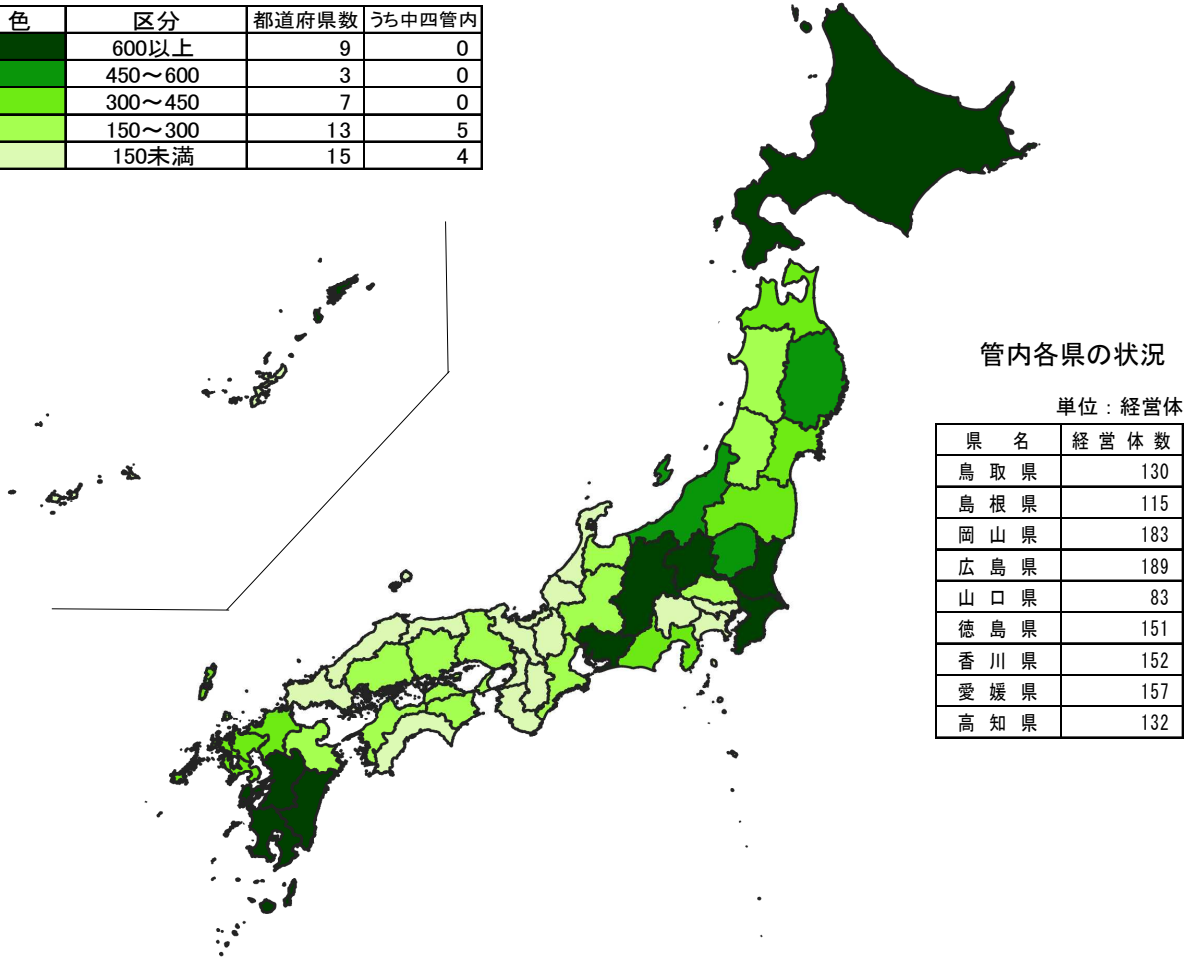 色 区分 都道府県数 うち中四管内
600以上 9 0
450～600 3 0
300～450 7 0
150～300 13 5
150未満 15 4
管内各県の状況
単位：経営体
県名 経営体数
鳥取県 130
島根県 115
岡山県 183
広島県 189
山口県 83
徳島県 151
香川県 152
愛媛県 157
高知県 132